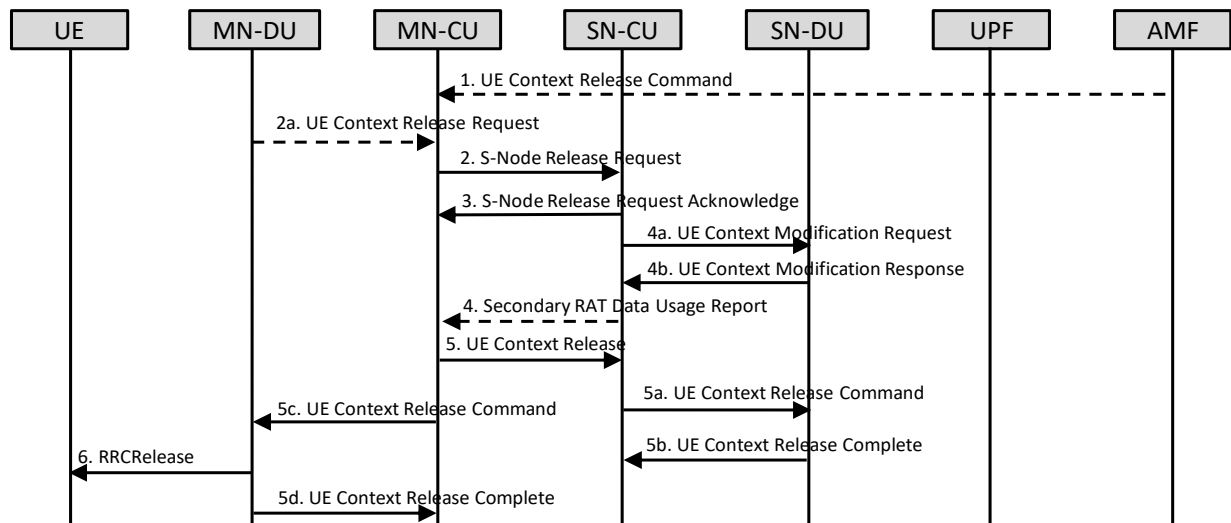 UE
MN-DU
MN-CU
SN-CU
SN-DU
UPF
AMF
1. UE Context Release Command
2a. UE Context Release Request
2. S-Node Release Request
3. S-Node Release Request Acknowledge
4a. UE Context Modification Request
4b. UE Context Modification Response
4. Secondary RAT Data Usage Report
5. UE Context Release
5a. UE Context Release Command
5c. UE Context Release Command
5b. UE Context Release Complete
6. RRCRelease
5d. UE Context Release Complete